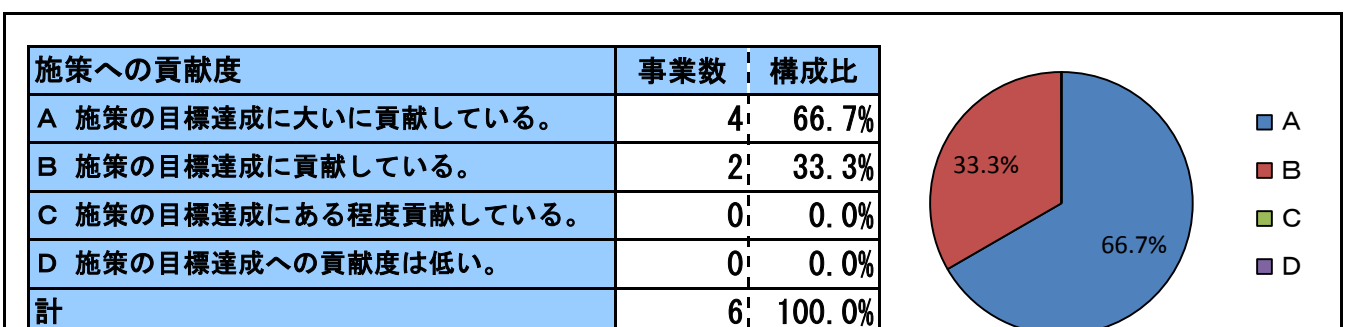 施策への貢献度 事業数 構成比
A 施策の目標達成に大いに貢献している。 4 66.7%
B 施策の目標達成に貢献している。 2 33.3%
C 施策の目標達成にある程度貢献している。 0 0.0%
D 施策の目標達成への貢献度は低い。 0 0.0%
計 6 100.0%
33.3%
66.7%
A
B
C
D